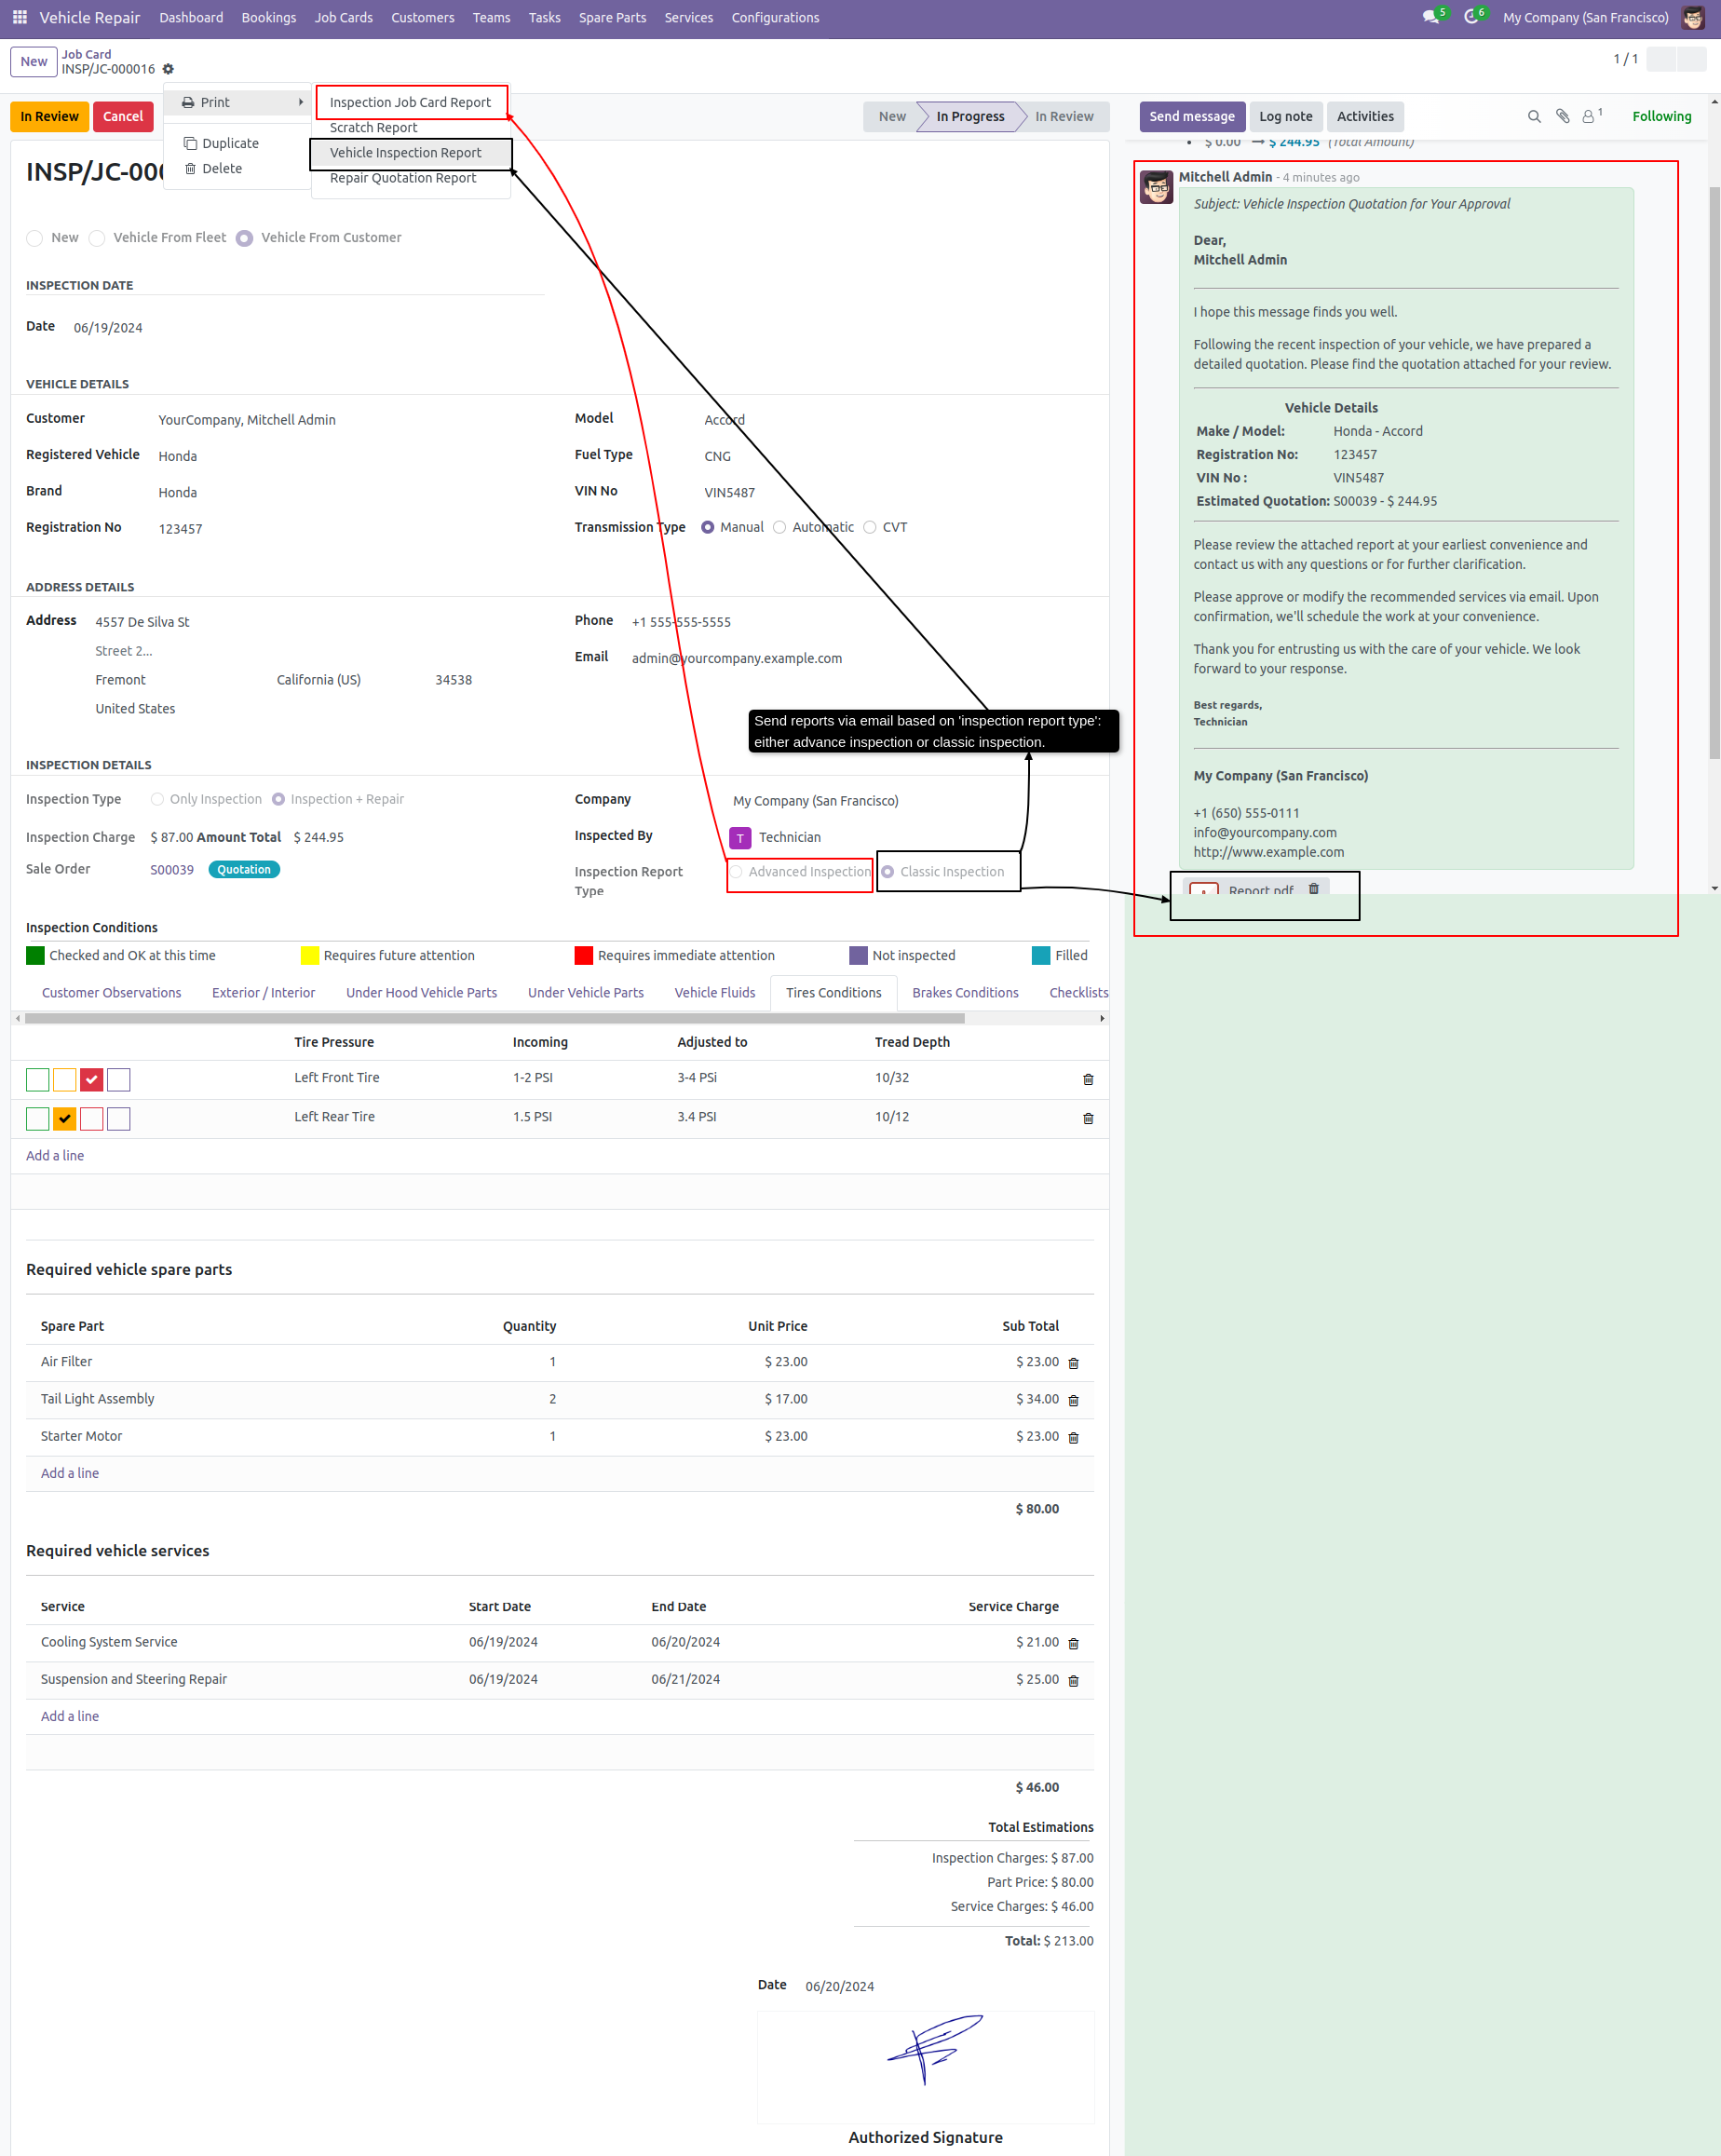 Vehicle Repair Dashboard Bookings Job Cards Customers Teams Tasks Spare Parts Services Configurations 5 6 My Company (San Francisco)
New Job Card
INSP/JC-000016 1 / 1
Print
Duplicate
Delete
Inspection Job Card Report
Scratch Report
Vehicle Inspection Report
Repair Quotation Report
In Review Cancel New In Progress In Review
INSP/JC-00
New Vehicle From Fleet Vehicle From Customer
INSPECTION DATE
Date 06/19/2024
VEHICLE DETAILS
Customer YourCompany, Mitchell Admin Model Accord
Registered Vehicle Honda Fuel Type CNG
Brand Honda VIN No VIN5487
Registration No 123457 Transmission Type Manual Automatic CVT
ADDRESS DETAILS
Address 4557 De Silva St Phone +1 555-555-5555
Street 2...
Email admin@yourcompany.example.com
Fremont California (US) 34538
United States
Send reports via email based on 'inspection report type':
either advance inspection or classic inspection.
INSPECTION DETAILS
Inspection Type Only Inspection Inspection + Repair Company My Company (San Francisco)
Inspection Charge $ 87.00 Amount Total $ 244.95 Inspected By T Technician
Sale Order S00039 Quotation Inspection Report Type Advanced Inspection Classic Inspection
Inspection Conditions
Checked and OK at this time Requires future attention Requires immediate attention Not inspected Filled
Customer Observations Exterior / Interior Under Hood Vehicle Parts Under Vehicle Parts Vehicle Fluids Tires Conditions Brakes Conditions Checklists
Tire Pressure Incoming Adjusted to Tread Depth
Left Front Tire 1-2 PSI 3-4 PSi 10/32
Left Rear Tire 1.5 PSI 3.4 PSI 10/12
Add a line
Required vehicle spare parts
Spare Part Quantity Unit Price Sub Total
Air Filter 1 $ 23.00 $ 23.00
Tail Light Assembly 2 $ 17.00 $ 34.00
Starter Motor 1 $ 23.00 $ 23.00
Add a line
$ 80.00
Required vehicle services
Service Start Date End Date Service Charge
Cooling System Service 06/19/2024 06/20/2024 $ 21.00
Suspension and Steering Repair 06/19/2024 06/21/2024 $ 25.00
Add a line
$ 46.00
Total Estimations
Inspection Charges: $ 87.00
Part Price: $ 80.00
Service Charges: $ 46.00
Total: $ 213.00
Date 06/20/2024
Authorized Signature
Send message Log note Activities 1 Following
$ 0.00 → $ 244.95 (Total Amount)
Mitchell Admin - 4 minutes ago
Subject: Vehicle Inspection Quotation for Your Approval
Dear,
Mitchell Admin
I hope this message finds you well.
Following the recent inspection of your vehicle, we have prepared a
detailed quotation. Please find the quotation attached for your review.
Vehicle Details
Make / Model: Honda - Accord
Registration No: 123457
VIN No : VIN5487
Estimated Quotation: S00039 - $ 244.95
Please review the attached report at your earliest convenience and
contact us with any questions or for further clarification.
Please approve or modify the recommended services via email. Upon
confirmation, we'll schedule the work at your convenience.
Thank you for entrusting us with the care of your vehicle. We look
forward to your response.
Best regards,
Technician
My Company (San Francisco)
+1 (650) 555-0111
info@yourcompany.com
http://www.example.com
Report.pdf